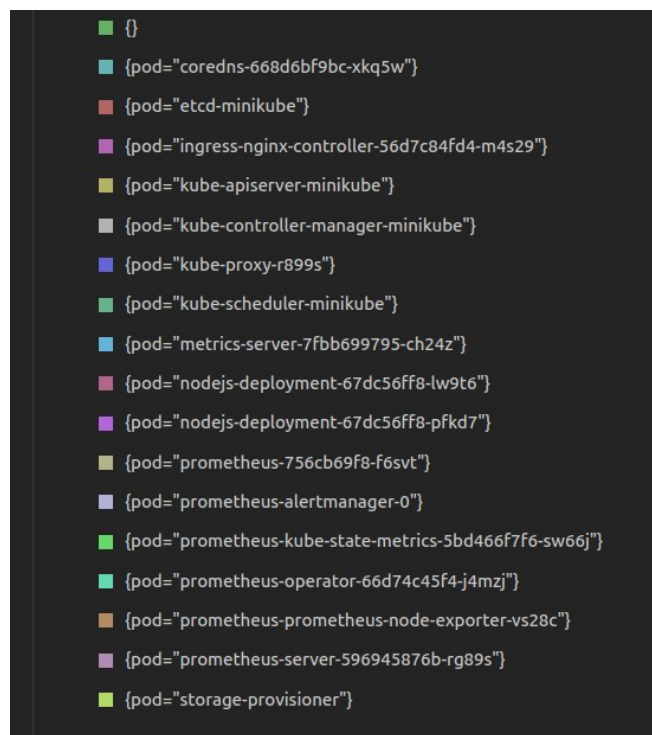 {}
{pod="coredns-668d6bf9bc-xkq5w"}
{pod="etcd-minikube"}
{pod="ingress-nginx-controller-56d7c84fd4-m4s29"}
{pod="kube-apiserver-minikube"}
{pod="kube-controller-manager-minikube"}
{pod="kube-proxy-r899s"}
{pod="kube-scheduler-minikube"}
{pod="metrics-server-7fbb699795-ch24z"}
{pod="nodejs-deployment-67dc56ff8-lw9t6"}
{pod="nodejs-deployment-67dc56ff8-pfkd7"}
{pod="prometheus-756cb69f8-f6svt"}
{pod="prometheus-alertmanager-0"}
{pod="prometheus-kube-state-metrics-5bd466f7f6-sw66j"}
{pod="prometheus-operator-66d74c45f4-j4mzj"}
{pod="prometheus-prometheus-node-exporter-vs28c"}
{pod="prometheus-server-596945876b-rg89s"}
{pod="storage-provisioner"}